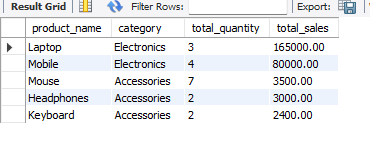 Result Grid Filter Rows: Export:
product_name category total_quantity total_sales
Laptop Electronics 3 165000.00
Mobile Electronics 4 80000.00
Mouse Accessories 7 3500.00
Headphones Accessories 2 3000.00
Keyboard Accessories 2 2400.00